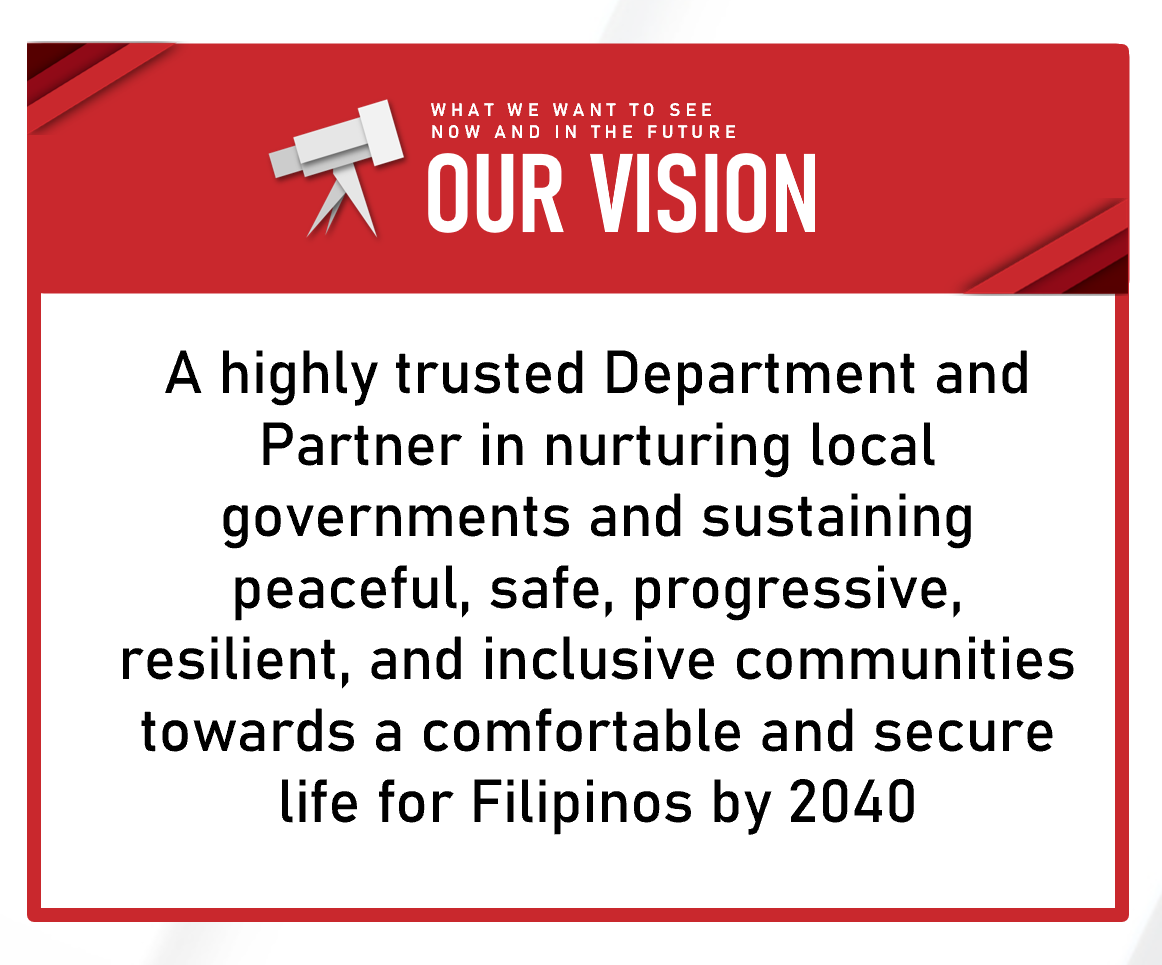 WHAT WE WANT TO SEE
NOW AND IN THE FUTURE
OUR VISION
A highly trusted Department and
Partner in nurturing local
governments and sustaining
peaceful, safe, progressive,
resilient, and inclusive communities
towards a comfortable and secure
life for Filipinos by 2040